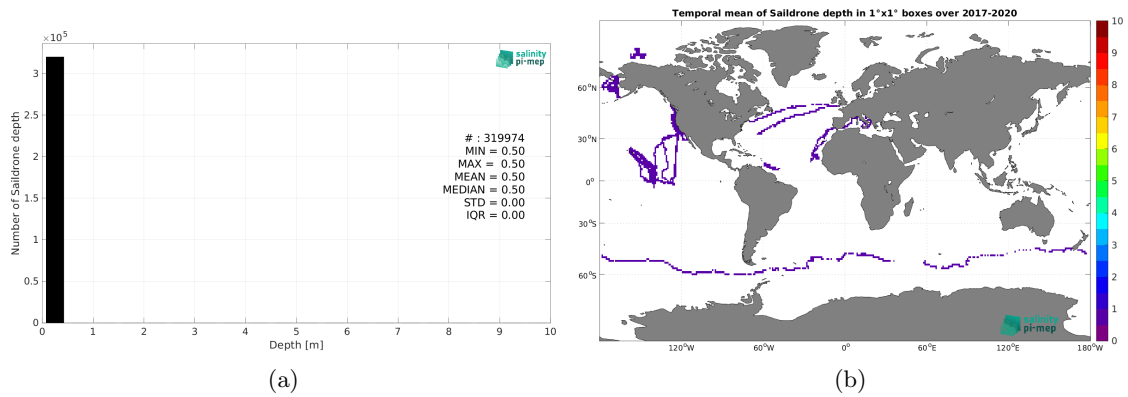 x 10^5
3
2.5
2
1.5
1
0.5
0
Number of Saildrone depth
0 1 2 3 4 5 6 7 8 9 10
Depth [m]
salinity
pi-mep
# : 319974
MIN = 0.50
MAX = 0.50
MEAN = 0.50
MEDIAN = 0.50
STD = 0.00
IQR = 0.00
(a)
Temporal mean of Saildrone depth in 1°x1° boxes over 2017-2020
60°N
30°N
0°
30°S
60°S
120°W 60°W 0° 60°E 120°E 180°W
salinity
pi-mep
10
9
8
7
6
5
4
3
2
1
0
(b)